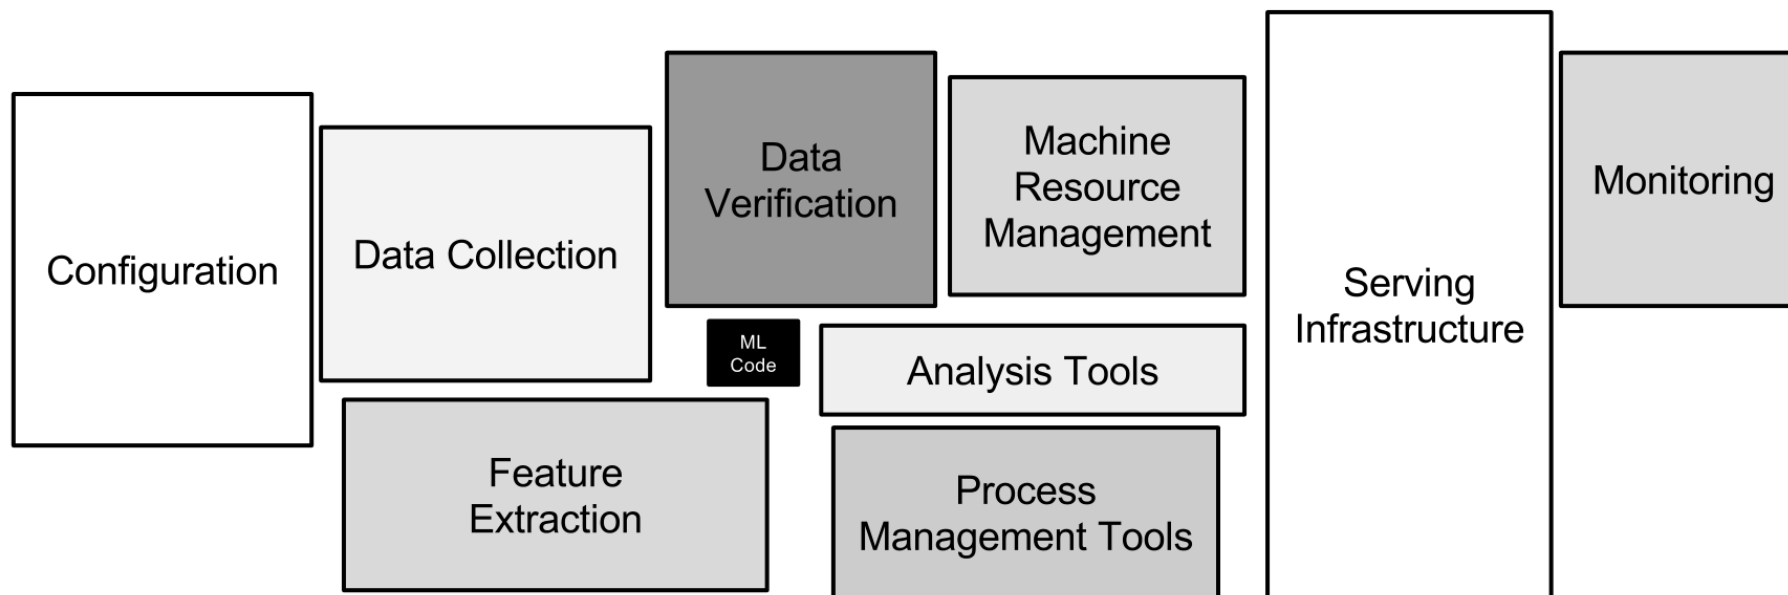 Configuration
Data Collection
Feature
Extraction
Data
Verification
ML
Code
Machine
Resource
Management
Analysis Tools
Process
Management Tools
Serving
Infrastructure
Monitoring